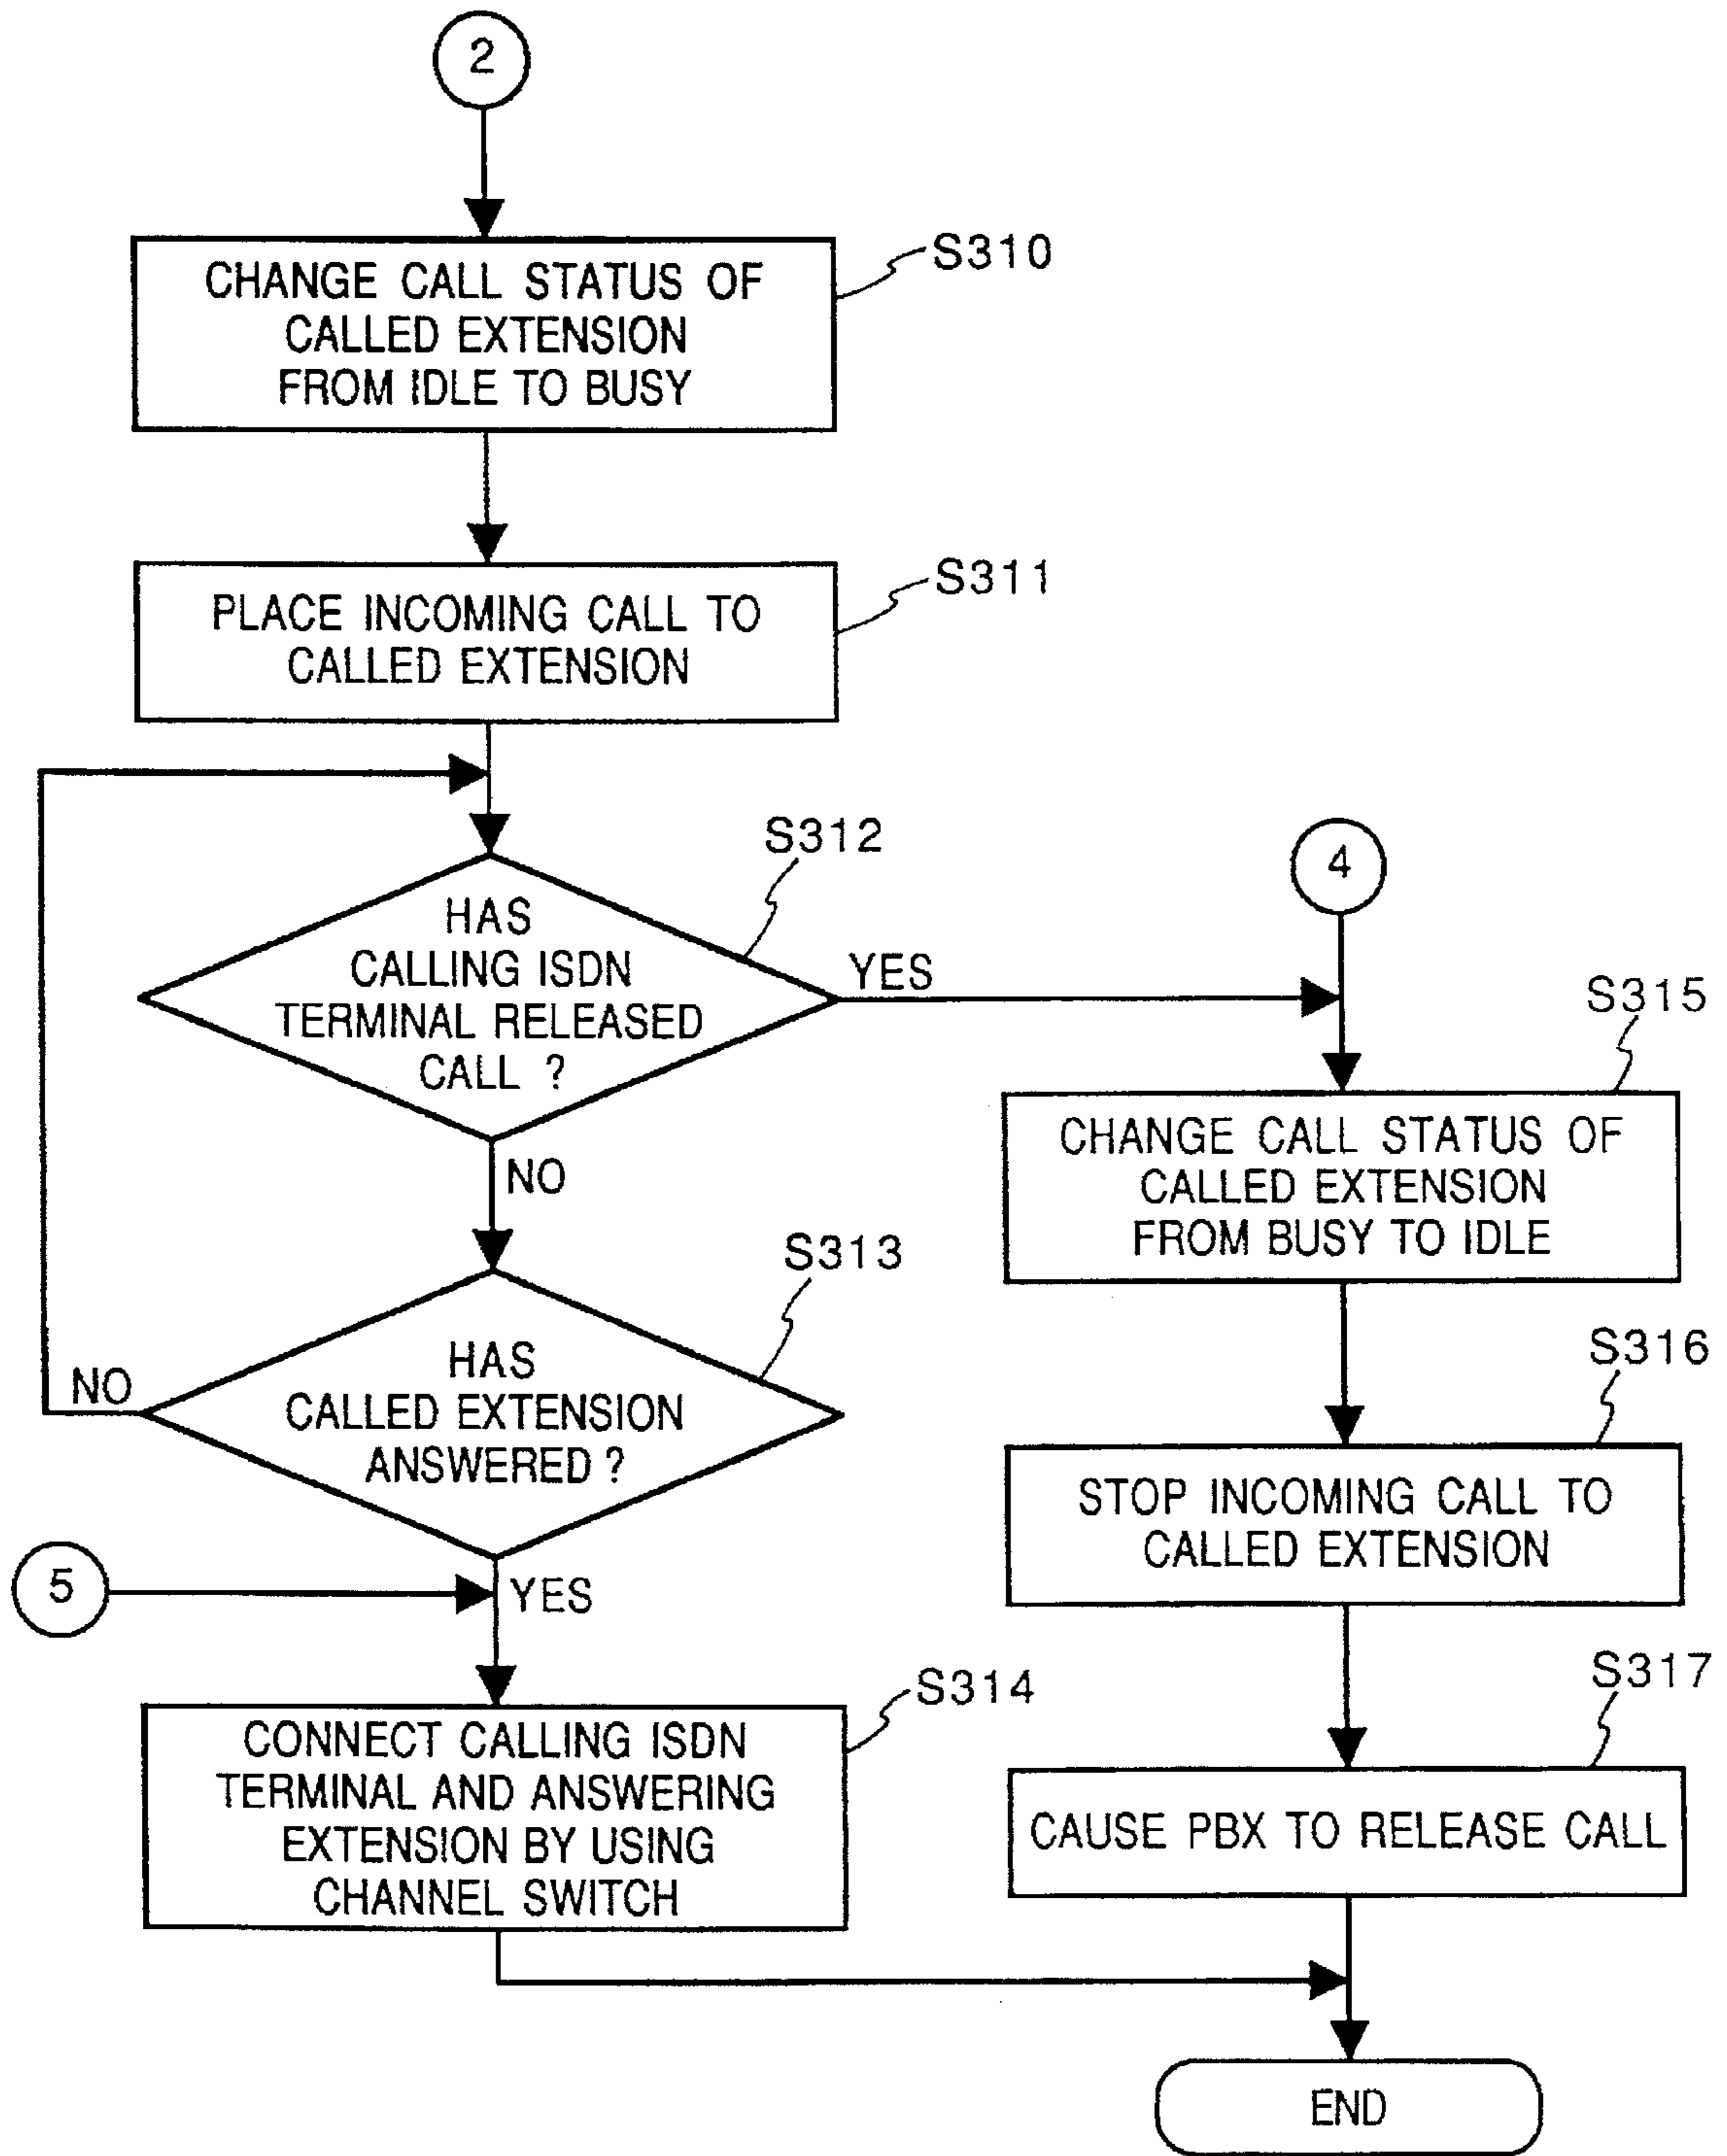 2
S310
CHANGE CALL STATUS OF
CALLED EXTENSION
FROM IDLE TO BUSY
S311
PLACE INCOMING CALL TO
CALLED EXTENSION
S312
HAS
CALLING ISDN
TERMINAL RELEASED
CALL ?
YES
NO
4
S315
CHANGE CALL STATUS OF
CALLED EXTENSION
FROM BUSY TO IDLE
S313
HAS
CALLED EXTENSION
ANSWERED ?
NO
YES
5
S316
STOP INCOMING CALL TO
CALLED EXTENSION
S314
CONNECT CALLING ISDN
TERMINAL AND ANSWERING
EXTENSION BY USING
CHANNEL SWITCH
S317
CAUSE PBX TO RELEASE CALL
END